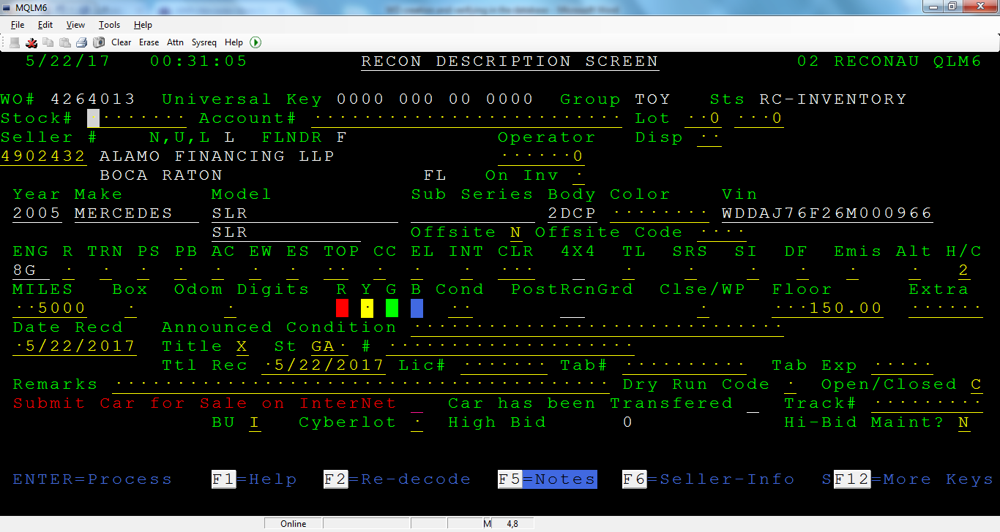 MQLM6
File Edit View Tools Help
Clear Erase Attn Sysreq Help
5/22/17 00:31:05 RECON DESCRIPTION SCREEN 02 RECONAU QLM6
WO# 4264013 Universal Key 0000 000 00 0000 Group TOY Sts RC-INVENTORY
Stock# Account# Lot 0 0
Seller # N,U,L L FLNDR F Operator Disp
4902432 ALAMO FINANCING LLP 0
BOCA RATON FL On Inv
Year Make Model Sub Series Body Color Vin
2005 MERCEDES SLR 2DCP WDDAJ76F26M000966
SLR Offsite N Offsite Code
ENG R TRN PS PB AC EW ES TOP CC EL INT CLR 4X4 TL SRS SI DF Emis Alt H/C
8G 2
MILES Box Odom Digits R Y G B Cond PostRcnGrd Clse/WP Floor Extra
5000 150.00
Date Recd Announced Condition
5/22/2017 Title X St GA #
Ttl Rec 5/22/2017 Lic# Tab# Tab Exp
Remarks Dry Run Code Open/Closed C
Submit Car for Sale on InterNet Car has been Transfered Track#
BU I Cyberlot High Bid 0 Hi-Bid Maint? N
ENTER=Process F1=Help F2=Re-decode F5=Notes F6=Seller-Info SF12=More Keys
Online M 4,8